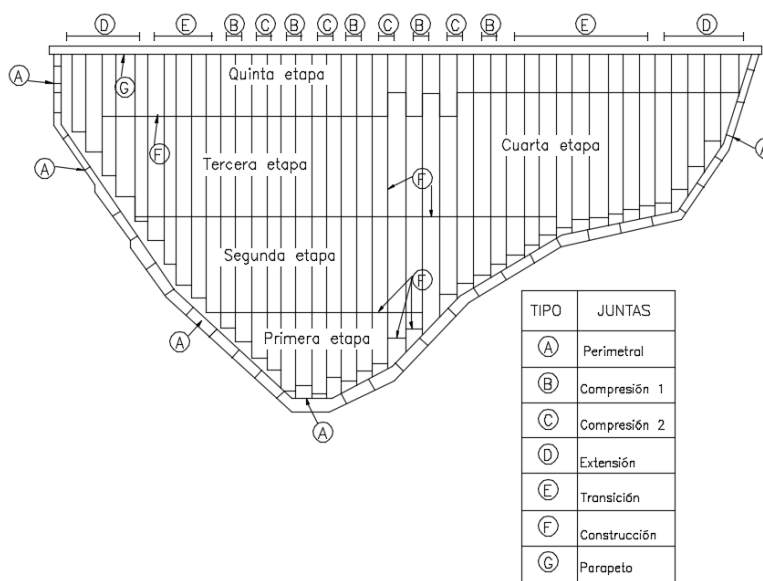 D E B C B C B C B C B E D
A
G
Quinta etapa
F
Cuarta etapa
A
A
Tercera etapa
F
Segunda etapa
F
A
Primera etapa
A
TIPO JUNTAS
A Perimetral
B Compresión 1
C Compresión 2
D Extensión
E Transición
F Construcción
G Parapeto